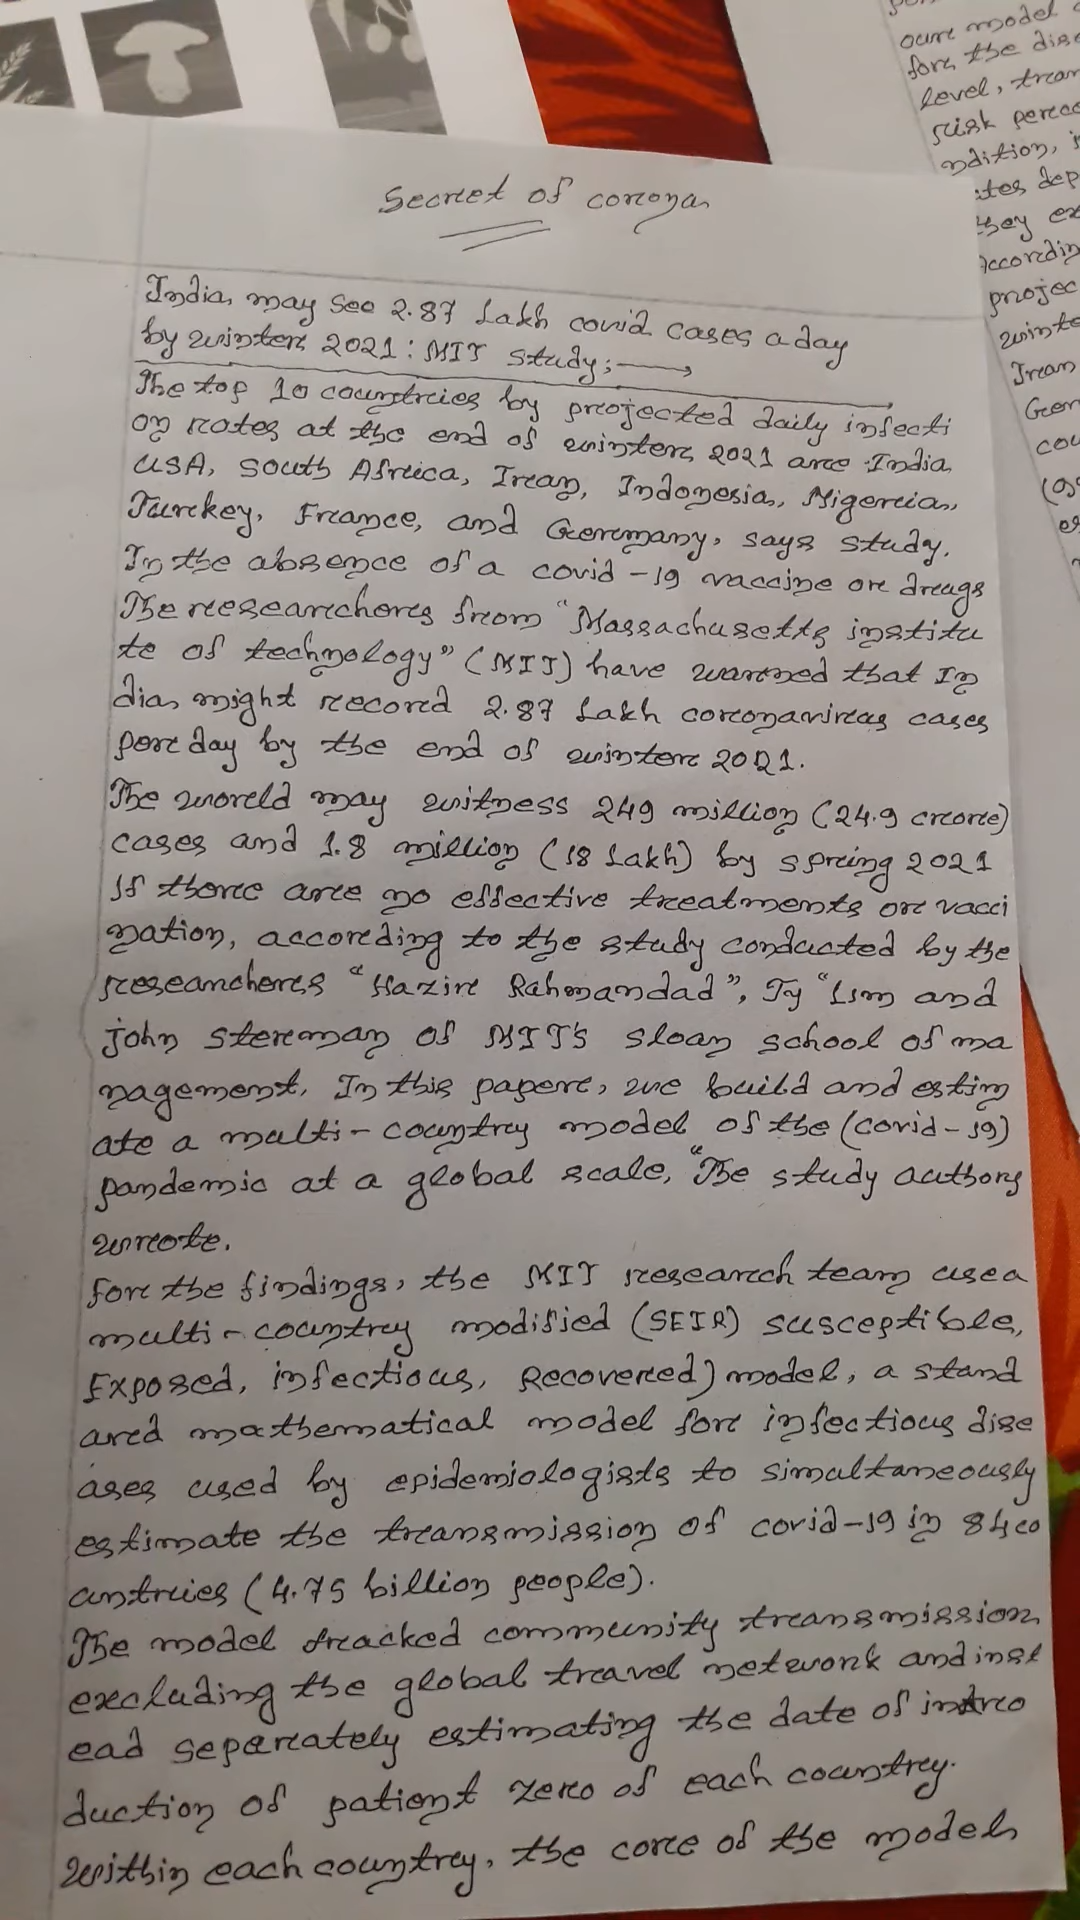 Secret of corona
India may see 2.87 Lakh covid cases a day
by winter 2021: MIT study;
The top 10 countries by projected daily infecti
on rates at the end of winter 2021 are India
USA, South Africa, Iran, Indonesia, Nigeria,
Turkey, France, and Germany, says study.
In the absence of a covid-19 vaccine or drugs
The researchers from "Massachusetts institu
te of technology" (MIT) have warned that In
dia might record 2.87 Lakh coronavirus cases
per day by the end of winter 2021.
The world may witness 249 million (24.9 crore)
cases and 1.8 million (18 Lakh) by spring 2021
If there are no effective treatments or vacci
nation, according to the study conducted by the
researchers "Hazir Rahmandad", Ty "Lim and
john sterman of MIT's sloan school of ma
nagement. In this paper, we build and estim
ate a multi-country model of the (covid-19)
pandemic at a global scale, "The study authors
wrote.
For the findings, the MIT research team usea
multi-country modified (SEIR) susceptible,
Exposed, infectious, Recovered) model, a stand
ard mathematical model for infectious dise
ases used by epidemiologists to simultaneously
estimate the transmission of covid-19 in 84 co
untries (4.75 billion people).
The model tracked community transmission
excluding the global travel network and inst
ead seperately estimating the date of intro
duction of patient zero of each country.
Within each country, the core of the models
our model
for the dise
level, tran
risk perce
ndition, i
ates dep
they ex
According
projec
winte
Iran
Ger
cou